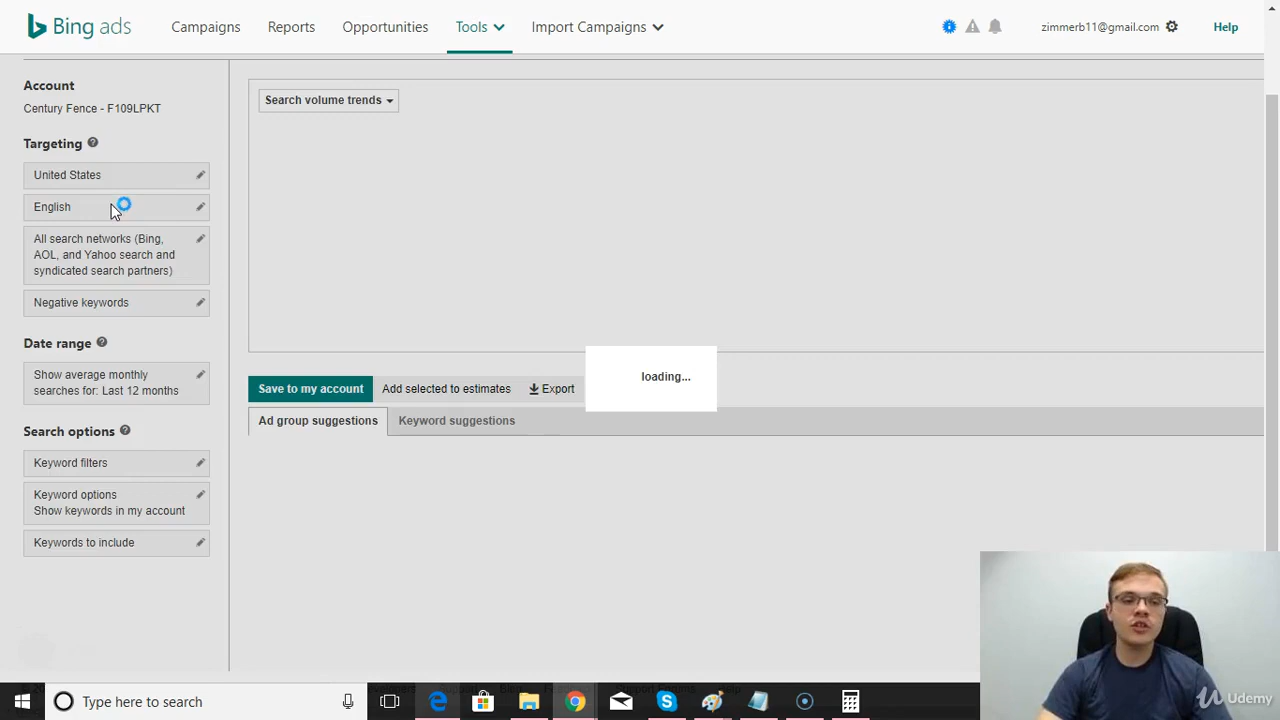 Bing ads
Campaigns
Reports
Opportunities
Tools
Import Campaigns
zimmerb11@gmail.com
Help
Account
Century Fence - F109LPKT
Targeting
United States
English
All search networks (Bing,
AOL, and Yahoo search and
syndicated search partners)
Negative keywords
Date range
Show average monthly
searches for: Last 12 months
Search options
Keyword filters
Keyword options
Show keywords in my account
Keywords to include
Search volume trends
loading...
Save to my account
Add selected to estimates
Export
Ad group suggestions
Keyword suggestions
Type here to search
Udemy